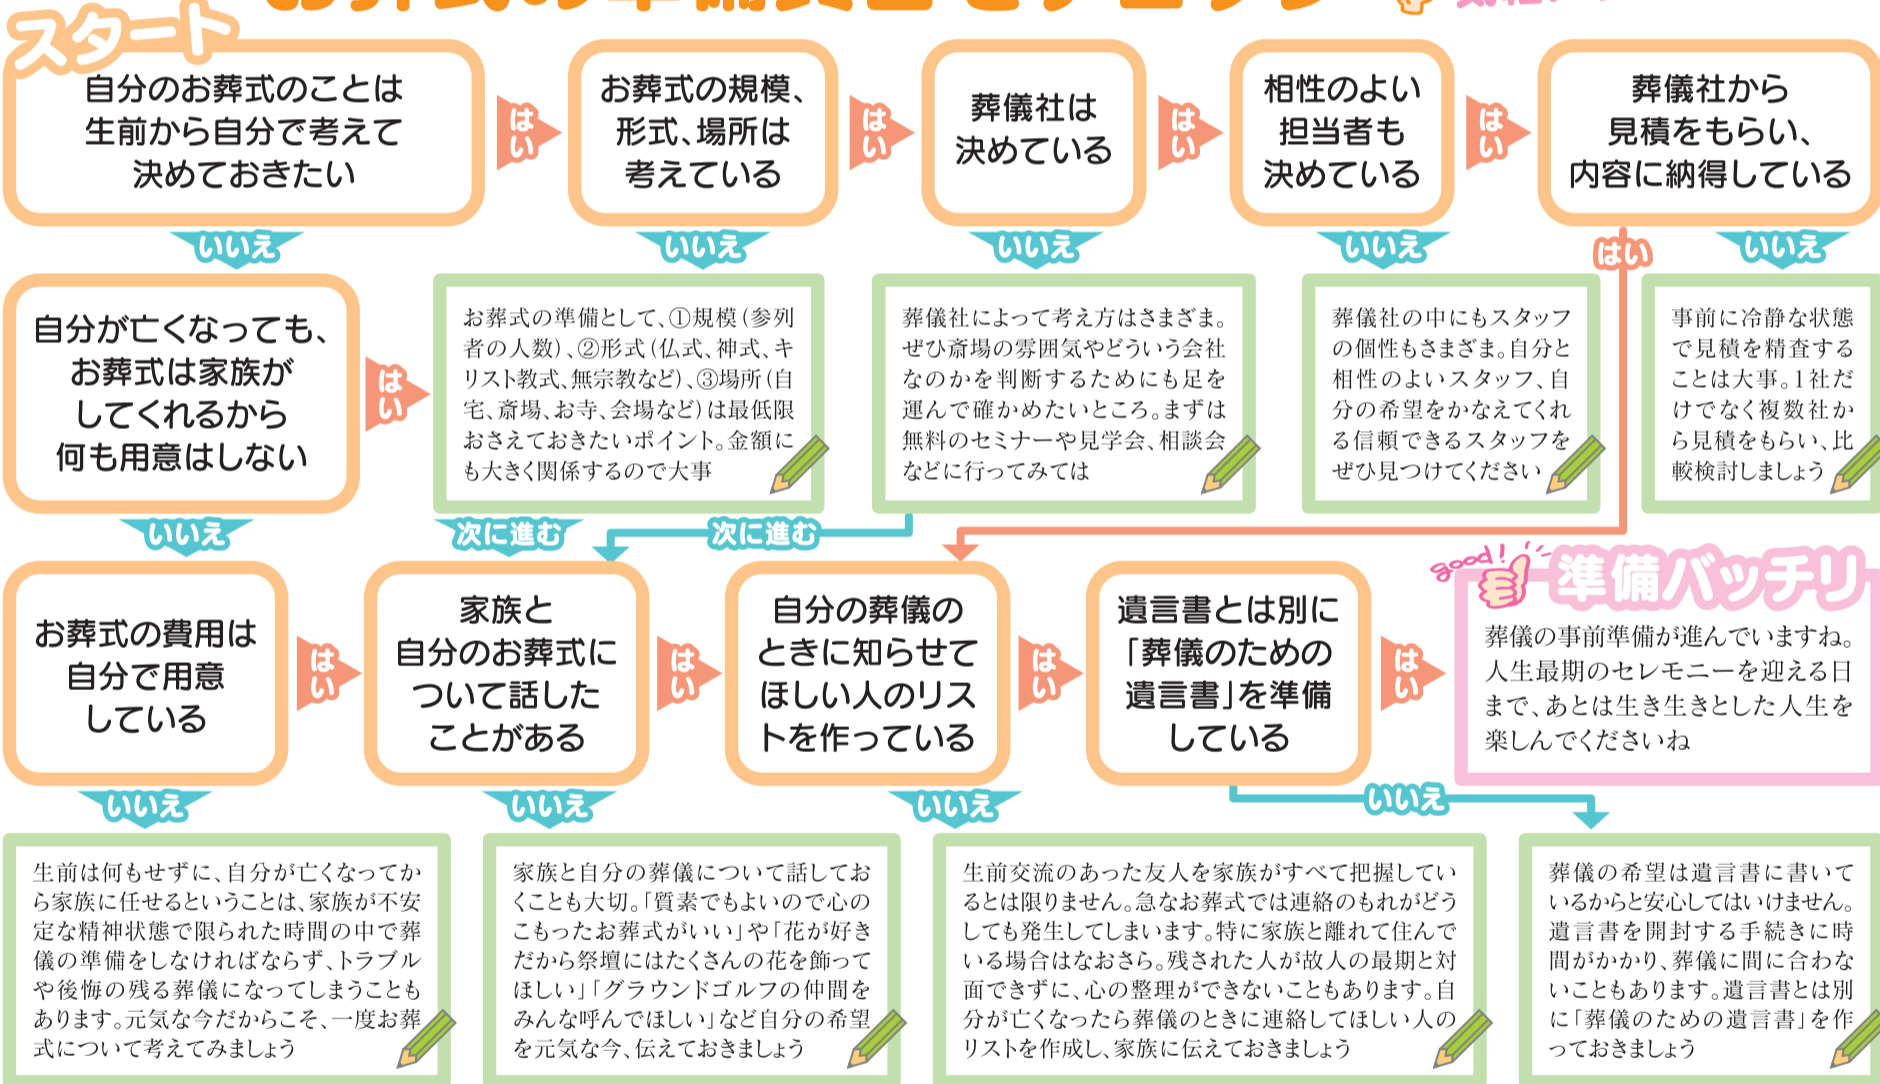 スタート
自分のお葬式のことは
生前から自分で考えて
決めておきたい
はい
お葬式の規模、
形式、場所は
考えている
はい
葬儀社は
決めている
はい
相性のよい
担当者も
決めている
はい
葬儀社から
見積をもらい、
内容に納得している
いいえ
いいえ
いいえ
いいえ
はい
いいえ
自分が亡くなっても、
お葬式は家族が
してくれるから
何も用意はしない
はい
お葬式の準備として、①規模(参列
者の人数)、②形式(仏式、神式、キ
リスト教式、無宗教など)、③場所(自
宅、斎場、お寺、会場など)は最低限
おさえておきたいポイント。金額に
も大きく関係するので大事
葬儀社によって考え方はさまざま。
ぜひ斎場の雰囲気やどういう会社
なのかを判断するためにも足を
運んで確かめたいところ。まずは
無料のセミナーや見学会、相談会
などに行ってみては
葬儀社の中にもスタッフ
の個性もさまざま。自分と
相性のよいスタッフ、自
分の希望をかなえてくれ
る信頼できるスタッフを
ぜひ見つけてください
事前に冷静な状態
で見積を精査する
ことは大事。1社だ
けでなく複数社か
ら見積をもらい、比
較検討しましょう
いいえ
次に進む
次に進む
お葬式の費用は
自分で用意
している
はい
家族と
自分のお葬式に
ついて話した
ことがある
はい
自分の葬儀の
ときに知らせて
ほしい人のリス
トを作っている
はい
遺言書とは別に
「葬儀のための
遺言書」を準備
している
はい
good!
準備バッチリ
葬儀の事前準備が進んでいますね。
人生最期のセレモニーを迎える日
まで、あとは生き生きとした人生を
楽しんでくださいね
いいえ
いいえ
いいえ
いいえ
生前は何もせずに、自分が亡くなってか
ら家族に任せるということは、家族が不安
定な精神状態で限られた時間の中で葬
儀の準備をしなければならず、トラブル
や後悔の残る葬儀になってしまうことも
あります。元気な今だからこそ、一度お葬
式について考えてみましょう
家族と自分の葬儀について話してお
くことも大切。「質素でもよいので心の
こもったお葬式がいい」や「花が好き
だから祭壇にはたくさんの花を飾って
ほしい」「グラウンドゴルフの仲間を
みんな呼んでほしい」など自分の希望
を元気な今、伝えておきましょう
生前交流のあった友人を家族がすべて把握してい
るとは限りません。急なお葬式では連絡のもれがどう
しても発生してしまいます。特に家族と離れて住んで
いる場合はなおさら。残された人が故人の最期と対
面できずに、心の整理ができないこともあります。自
分が亡くなったら葬儀のときに連絡してほしい人の
リストを作成し、家族に伝えておきましょう
葬儀の希望は遺言書に書いて
いるからと安心してはいけません。
遺言書を開封する手続きに時
間がかかり、葬儀に間に合わな
いこともあります。遺言書とは別
に「葬儀のための遺言書」を作
っておきましょう